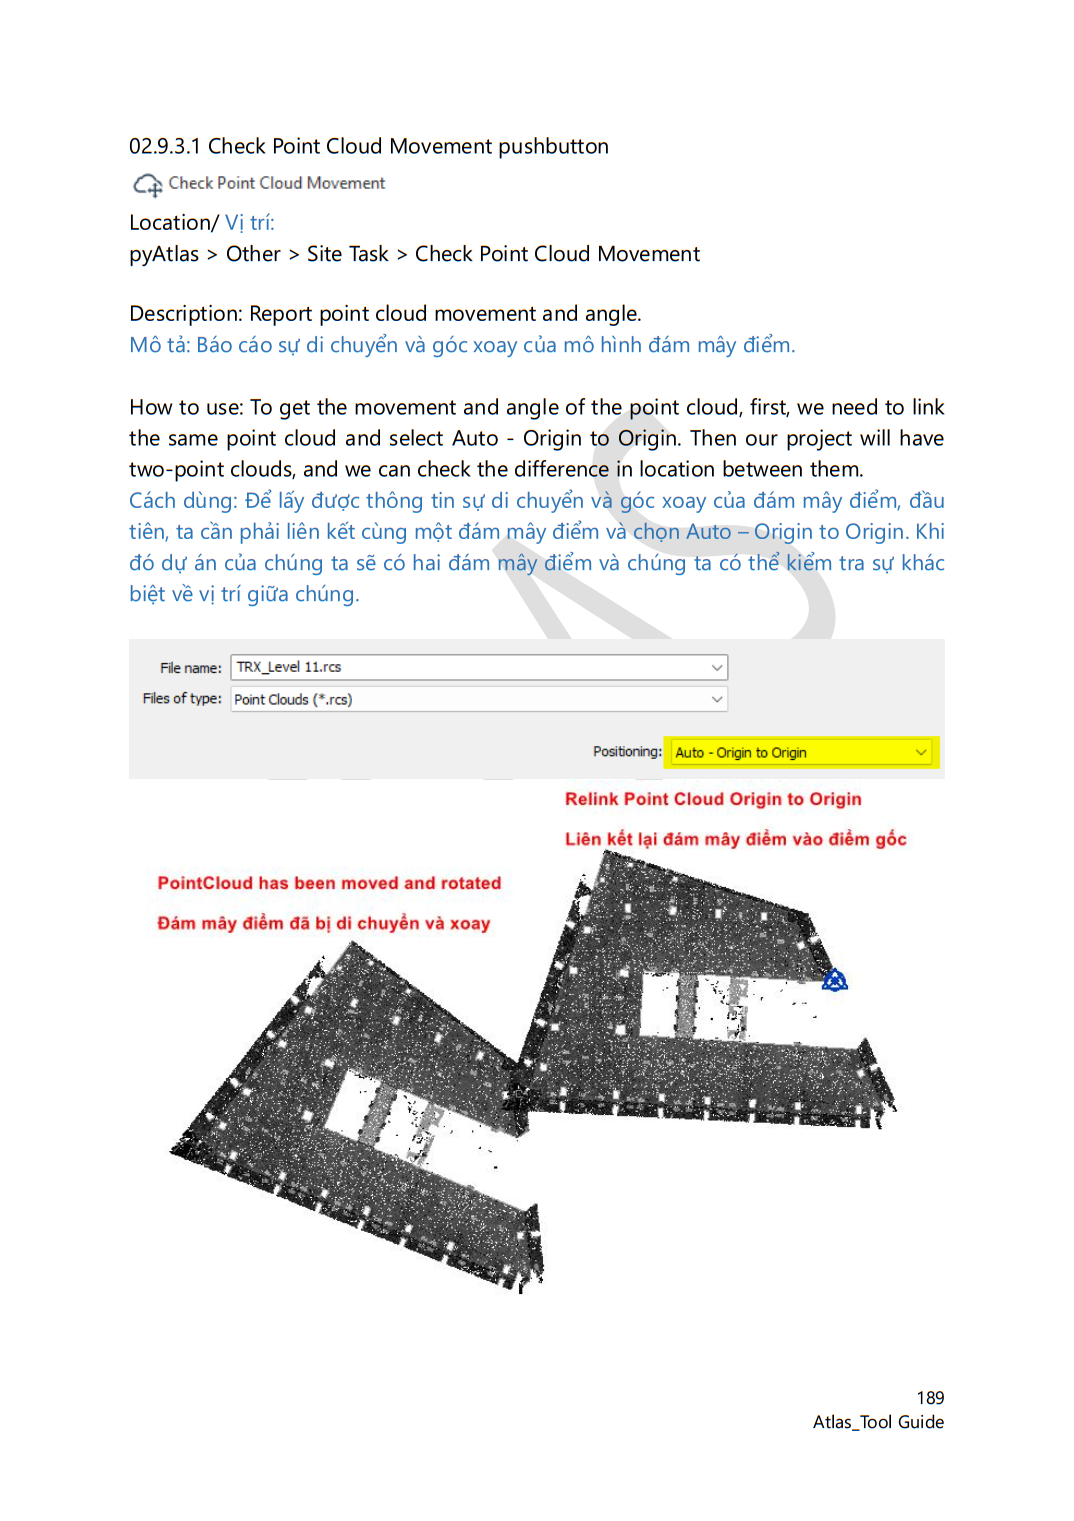 02.9.3.1 Check Point Cloud Movement pushbutton
Check Point Cloud Movement
Location/ Vị trí:
pyAtlas > Other > Site Task > Check Point Cloud Movement
Description: Report point cloud movement and angle.
Mô tả: Báo cáo sự di chuyển và góc xoay của mô hình đám mây điểm.
How to use: To get the movement and angle of the point cloud, first, we need to link
the same point cloud and select Auto - Origin to Origin. Then our project will have
two-point clouds, and we can check the difference in location between them.
Cách dùng: Để lấy được thông tin sự di chuyển và góc xoay của đám mây điểm, đầu
tiên, ta cần phải liên kết cùng một đám mây điểm và chọn Auto – Origin to Origin. Khi
đó dự án của chúng ta sẽ có hai đám mây điểm và chúng ta có thể kiểm tra sự khác
biệt về vị trí giữa chúng.
File name: TRX_Level 11.rcs
Files of type: Point Clouds (*.rcs)
Positioning: Auto - Origin to Origin
Relink Point Cloud Origin to Origin
Liên kết lại đám mây điểm vào điểm gốc
PointCloud has been moved and rotated
Đám mây điểm đã bị di chuyển và xoay
189
Atlas_Tool Guide